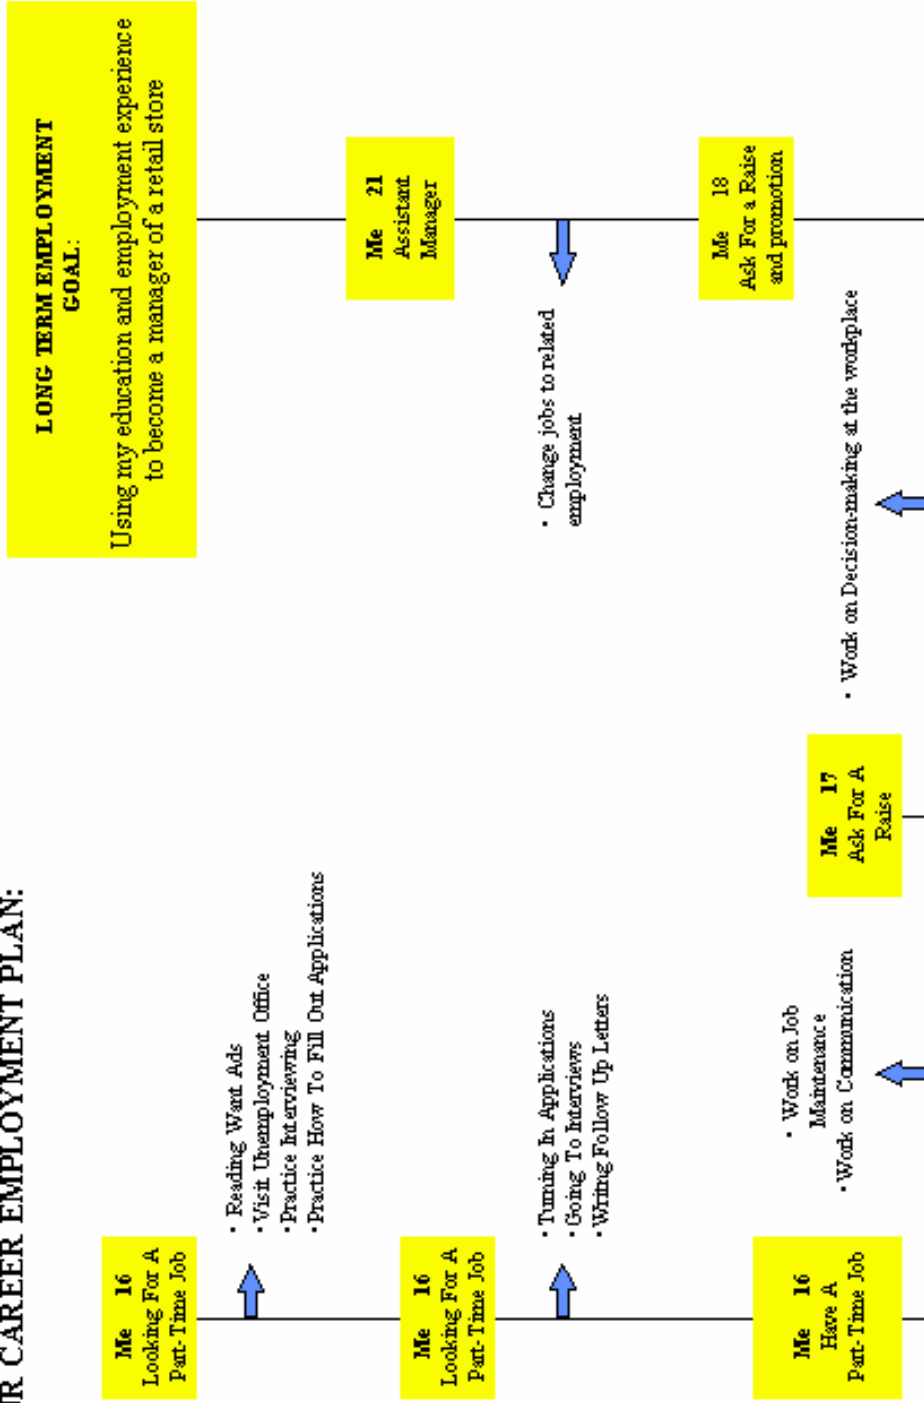 UR CAREER EMPLOYMENT PLAN:
LONG TERM EMPLOYMENT
GOAL:
Using my education and employment experience
to become a manager of a retail store
Me 16
Looking For A
Part-Time Job
• Reading Want Ads
• Visit Unemployment Office
• Practice Interviewing
• Practice How To Fill Out Applications
Me 16
Looking For A
Part-Time Job
• Turning In Applications
• Going To Interviews
• Writing Follow Up Letters
Me 16
Have A
Part-Time Job
• Work on Job
Maintenance
• Work on Communication
Me 17
Ask For A
Raise
• Work on Decision-making at the workplace
Me 18
Ask For a Raise
and promotion
• Change jobs to related
employment
Me 21
Assistant
Manager